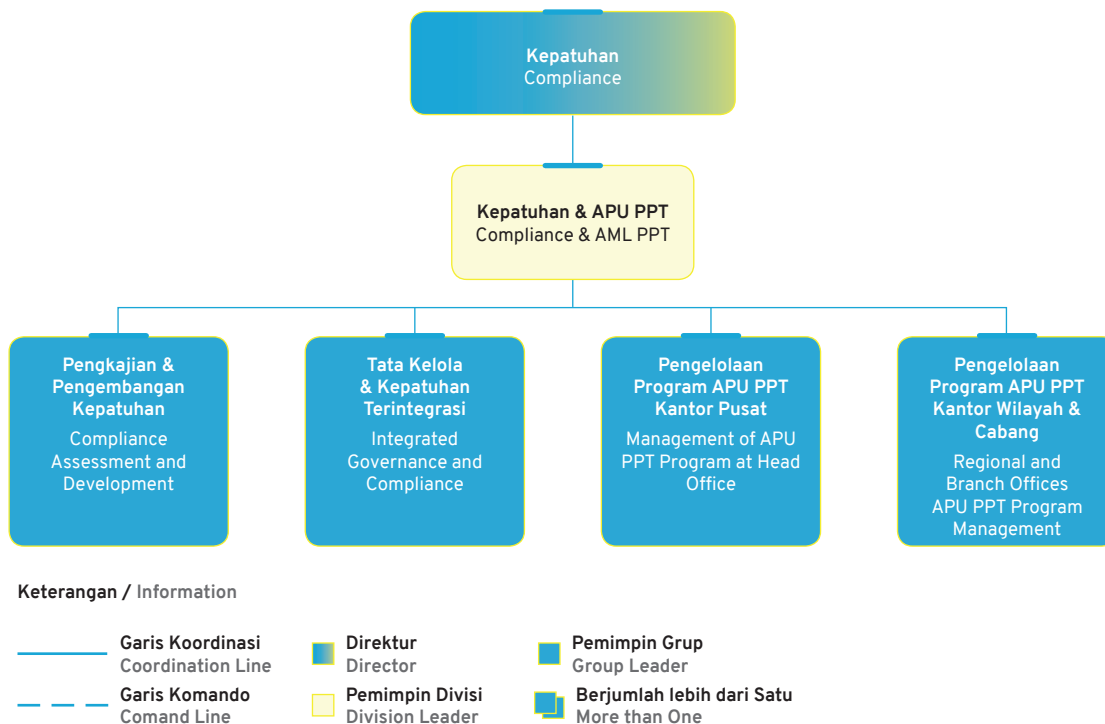 Kepatuhan
Compliance
Kepatuhan & APU PPT
Compliance & AML PPT
Pengkajian &
Pengembangan
Kepatuhan
Compliance
Assessment and
Development
Tata Kelola
& Kepatuhan
Terintegrasi
Integrated
Governance and
Compliance
Pengelolaan
Program APU PPT
Kantor Pusat
Management of APU
PPT Program at Head
Office
Pengelolaan
Program APU PPT
Kantor Wilayah &
Cabang
Regional and
Branch Offices
APU PPT Program
Management
Keterangan / Information
Garis Koordinasi
Coordination Line
Direktur
Director
Pemimpin Grup
Group Leader
Garis Komando
Comand Line
Pemimpin Divisi
Division Leader
Berjumlah lebih dari Satu
More than One